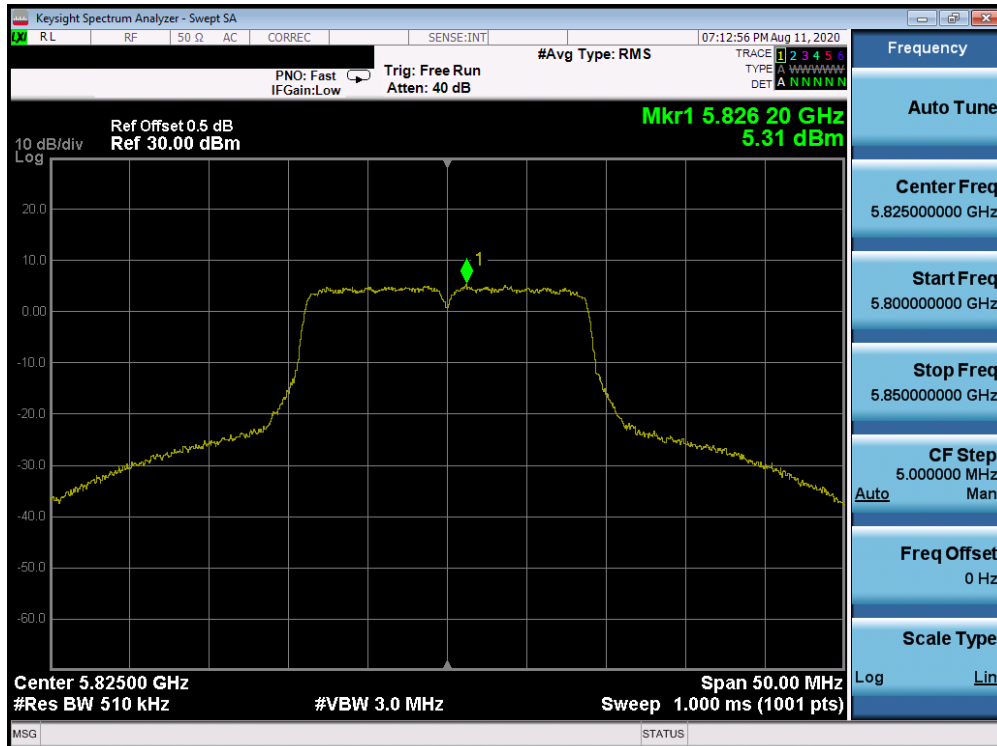 Keysight Spectrum Analyzer - Swept SA
LXI RL RF 50 Ω AC CORREC SENSE:INT 07:12:56 PM Aug 11, 2020
Frequency
PNO: Fast
IFGain:Low
Trig: Free Run
Atten: 40 dB
#Avg Type: RMS
TRACE 1 2 3 4 5 6
TYPE A WWWWW
DET A N N N N N
Mkr1 5.826 20 GHz
5.31 dBm
Ref Offset 0.5 dB
10 dB/div Ref 30.00 dBm
Log
20.0
10.0
0.00
-10.0
-20.0
-30.0
-40.0
-50.0
-60.0
1
Center 5.82500 GHz
Span 50.00 MHz
#Res BW 510 kHz
#VBW 3.0 MHz
Sweep 1.000 ms (1001 pts)
MSG
STATUS
Auto Tune
Center Freq
5.825000000 GHz
Start Freq
5.800000000 GHz
Stop Freq
5.850000000 GHz
CF Step
5.000000 MHz
Auto Man
Freq Offset
0 Hz
Scale Type
Log Lin